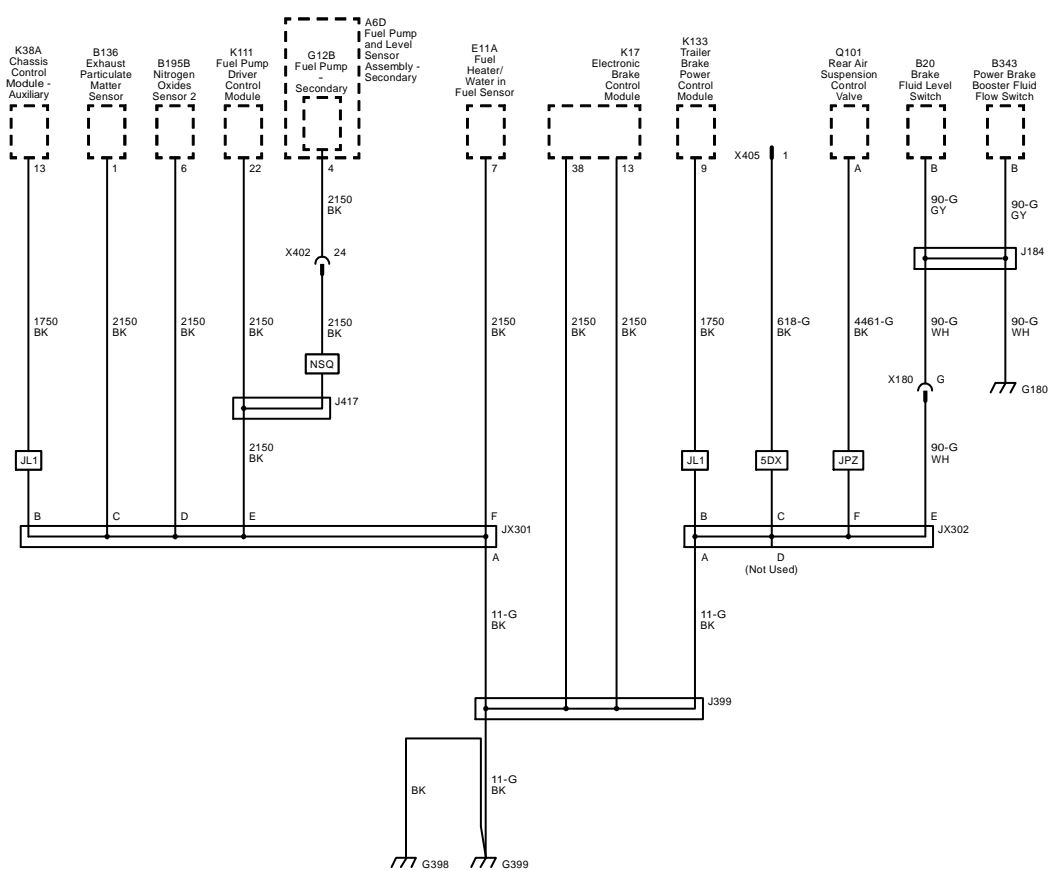 K38A
Chassis
Control
Module -
Auxiliary
B136
Exhaust
Particulate
Matter
Sensor
B195B
Nitrogen
Oxides
Sensor 2
K111
Fuel Pump
Driver
Control
Module
G12B
Fuel Pump
-
Secondary
A6D
Fuel Pump
and Level
Sensor
Assembly -
Secondary
E11A
Fuel
Heater/
Water in
Fuel Sensor
K17
Electronic
Brake
Control
Module
K133
Trailer
Brake
Power
Control
Module
Q101
Rear Air
Suspension
Control
Valve
B20
Brake
Fluid Level
Switch
B343
Power Brake
Booster Fluid
Flow Switch
X405 1
13 1 6 22 4 7 38 13 9 A B B
2150
BK
90-G
GY
90-G
GY
X402 24
J184
1750
BK
2150
BK
2150
BK
2150
BK
2150
BK
2150
BK
2150
BK
2150
BK
1750
BK
618-G
BK
4461-G
BK
90-G
WH
90-G
WH
NSQ
X180 G
G180
J417
2150
BK
90-G
WH
JL1
JL1
5DX
JPZ
B C D E F
JX301
A
B C F E
JX302
A D
(Not Used)
11-G
BK
11-G
BK
J399
BK
11-G
BK
G398
G399